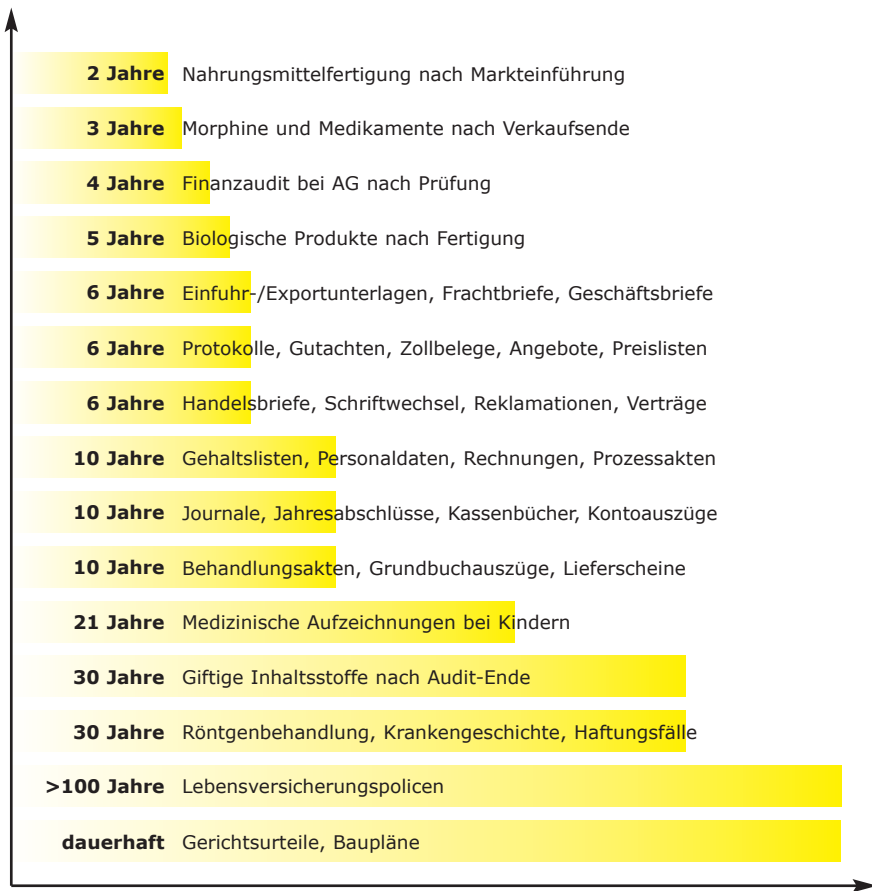 2 Jahre Nahrungsmittelfertigung nach Markteinführung
3 Jahre Morphine und Medikamente nach Verkaufsende
4 Jahre Finanzaudit bei AG nach Prüfung
5 Jahre Biologische Produkte nach Fertigung
6 Jahre Einfuhr-/Exportunterlagen, Frachtbriefe, Geschäftsbriefe
6 Jahre Protokolle, Gutachten, Zollbelege, Angebote, Preislisten
6 Jahre Handelsbriefe, Schriftwechsel, Reklamationen, Verträge
10 Jahre Gehaltslisten, Personaldaten, Rechnungen, Prozessakten
10 Jahre Journale, Jahresabschlüsse, Kassenbücher, Kontoauszüge
10 Jahre Behandlungsakten, Grundbuchauszüge, Lieferscheine
21 Jahre Medizinische Aufzeichnungen bei Kindern
30 Jahre Giftige Inhaltsstoffe nach Audit-Ende
30 Jahre Röntgenbehandlung, Krankengeschichte, Haftungsfälle
>100 Jahre Lebensversicherungspolicen
dauerhaft Gerichtsurteile, Baupläne